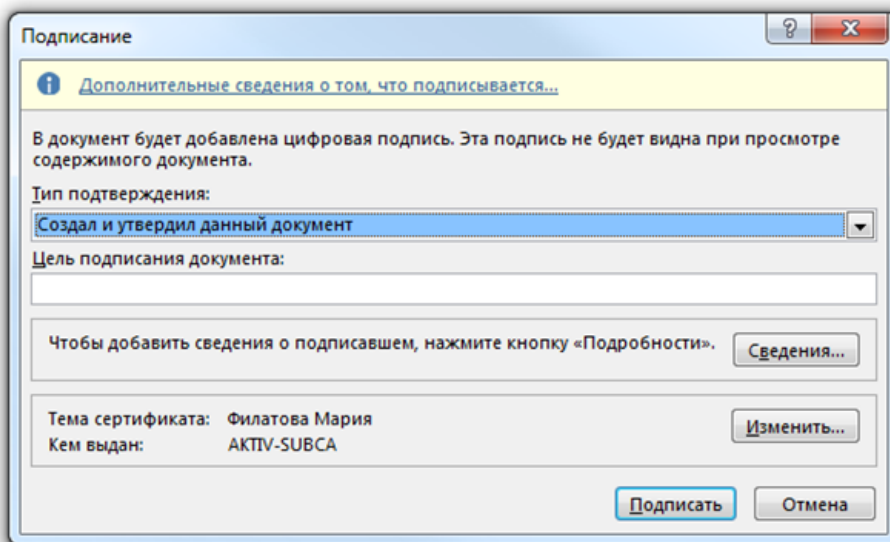 Подписание
Дополнительные сведения о том, что подписывается...
В документ будет добавлена цифровая подпись. Эта подпись не будет видна при просмотре
содержимого документа.
Тип подтверждения:
Создал и утвердил данный документ
Цель подписания документа:
Чтобы добавить сведения о подписавшем, нажмите кнопку «Подробности».
Сведения...
Тема сертификата: Филатова Мария
Кем выдан: AKTIV-SUBCA
Изменить...
Подписать Отмена